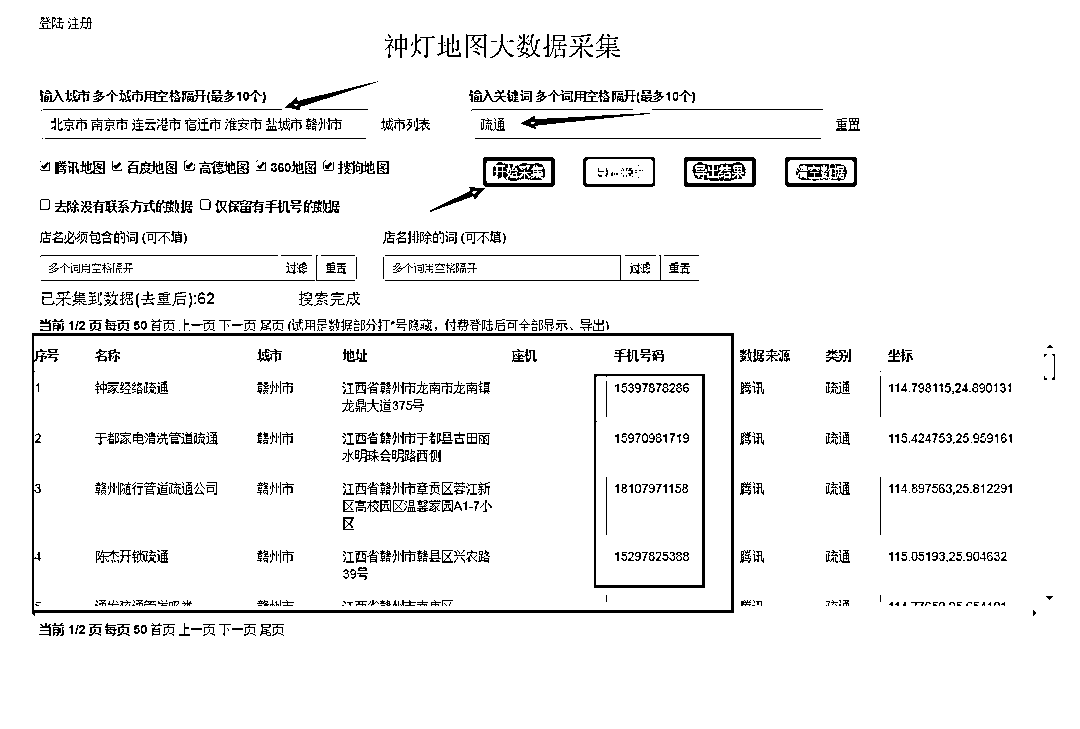 登陆 注册
神灯地图大数据采集
输入城市 多个城市用空格隔开(最多10个) 输入关键词 多个词用空格隔开(最多10个)
北京市 南京市 连云港市 宿迁市 淮安市 盐城市 赣州市 城市列表 疏通 重置
腾讯地图 百度地图 高德地图 360地图 搜狗地图 开始采集 导出结果 清空数据
去除没有联系方式的数据 仅保留有手机号的数据
店名必须包含的词 (可不填) 店名排除的词 (可不填)
多个词用空格隔开 过滤 重置 多个词用空格隔开 过滤 重置
已采集到数据(去重后):62 搜索完成
当前 1/2 页 每页 50 首页 上一页 下一页 尾页 (试用是数据部分打*号隐藏，付费登陆后可全部显示、导出)
序号 名称 城市 地址 座机 手机号码 数据来源 类别 坐标
1 钟家经络疏通 赣州市 江西省赣州市龙南市龙南镇 15397878286 腾讯 疏通 114.798115,24.890131
龙鼎大道375号
2 于都家电清洗管道疏通 赣州市 江西省赣州市于都县古田丽 15970981719 腾讯 疏通 115.424753,25.959161
水明珠会明路西侧
3 赣州随行管道疏通公司 赣州市 江西省赣州市章贡区蓉江新 18107971158 腾讯 疏通 114.897563,25.812291
区高校园区温馨家园A1-7小
区
4 陈杰开锁疏通 赣州市 江西省赣州市赣县区兴农路 15297825388 腾讯 疏通 115.05193,25.904632
39号
5 赣州市 江西省赣州市南康区 腾讯 疏通
当前 1/2 页 每页 50 首页 上一页 下一页 尾页